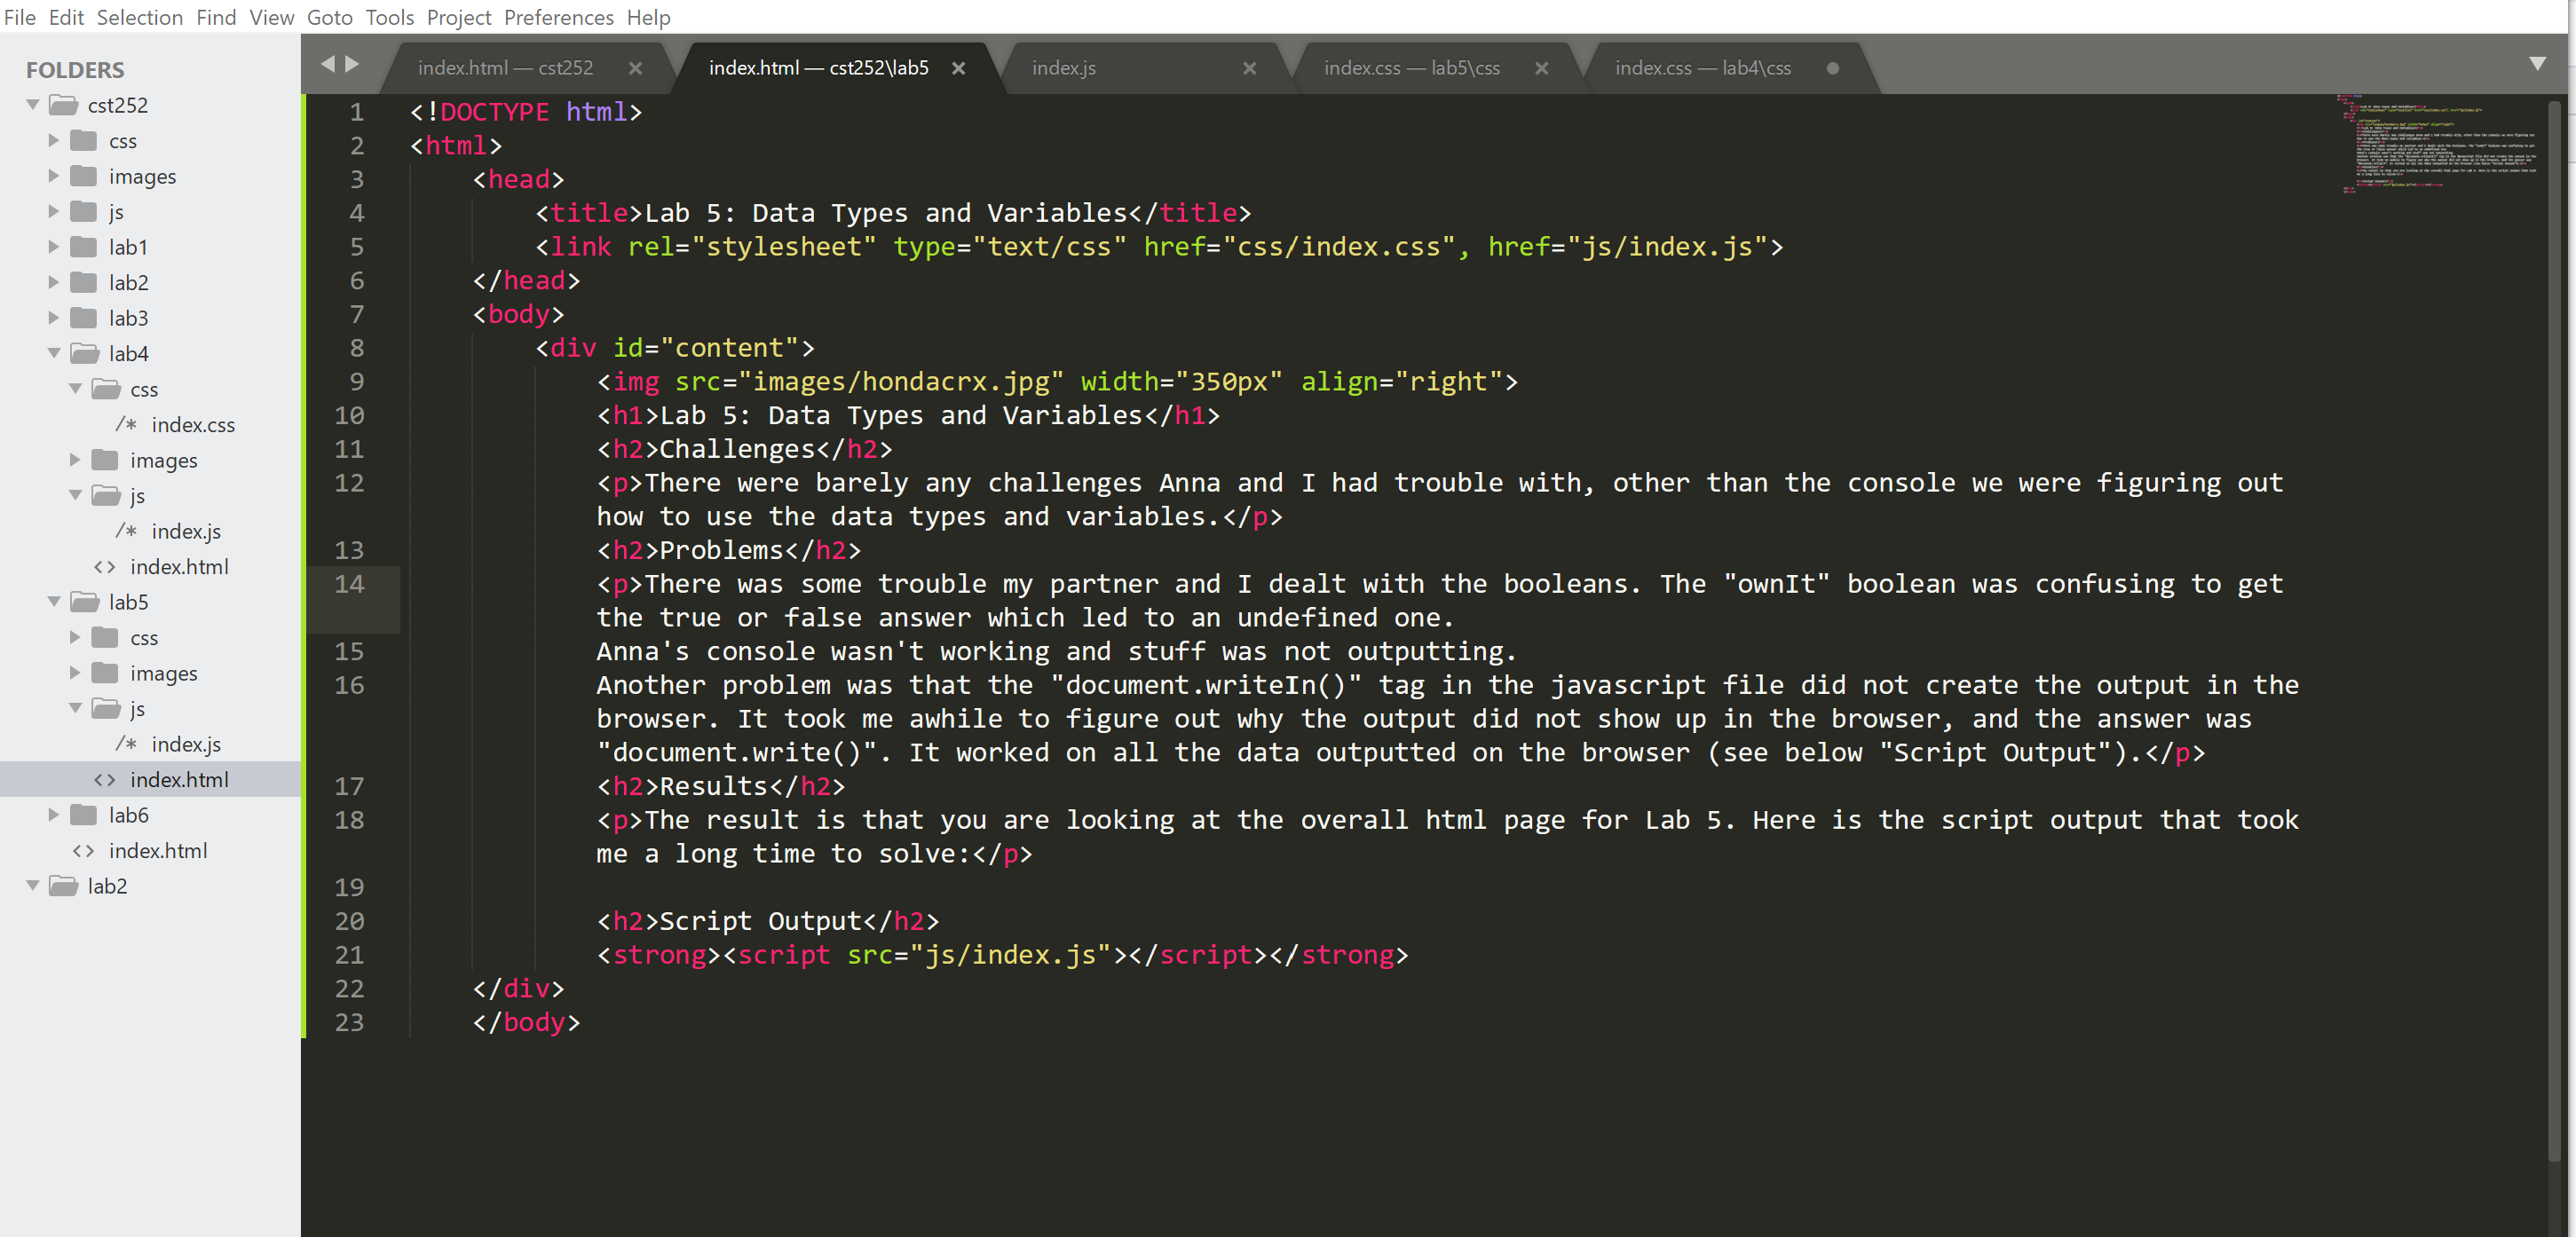 File Edit Selection Find View Goto Tools Project Preferences Help
FOLDERS
cst252
css
images
js
lab1
lab2
lab3
lab4
css
/* index.css
images
js
/* index.js
<> index.html
lab5
css
images
js
/* index.js
<> index.html
lab6
<> index.html
lab2
index.html — cst252 × index.html — cst252\lab5 × index.js × index.css — lab5\css × index.css — lab4\css
1 <!DOCTYPE html>
2 <html>
3 <head>
4 <title>Lab 5: Data Types and Variables</title>
5 <link rel="stylesheet" type="text/css" href="css/index.css", href="js/index.js">
6 </head>
7 <body>
8 <div id="content">
9 <img src="images/hondacrx.jpg" width="350px" align="right">
10 <h1>Lab 5: Data Types and Variables</h1>
11 <h2>Challenges</h2>
12 <p>There were barely any challenges Anna and I had trouble with, other than the console we were figuring out
how to use the data types and variables.</p>
13 <h2>Problems</h2>
14 <p>There was some trouble my partner and I dealt with the booleans. The "ownIt" boolean was confusing to get
the true or false answer which led to an undefined one.
15 Anna's console wasn't working and stuff was not outputting.
16 Another problem was that the "document.writeIn()" tag in the javascript file did not create the output in the
browser. It took me awhile to figure out why the output did not show up in the browser, and the answer was
"document.write()". It worked on all the data outputted on the browser (see below "Script Output").</p>
17 <h2>Results</h2>
18 <p>The result is that you are looking at the overall html page for Lab 5. Here is the script output that took
me a long time to solve:</p>
19
20 <h2>Script Output</h2>
21 <strong><script src="js/index.js"></script></strong>
22 </div>
23 </body>